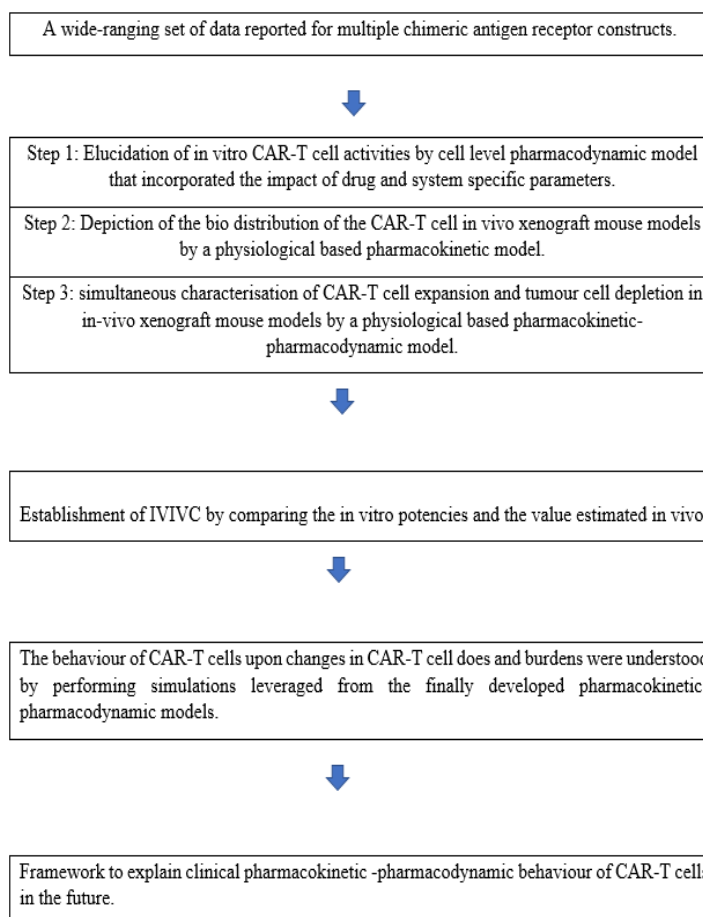 A wide-ranging set of data reported for multiple chimeric antigen receptor constructs.
Step 1: Elucidation of in vitro CAR-T cell activities by cell level pharmacodynamic model
that incorporated the impact of drug and system specific parameters.
Step 2: Depiction of the bio distribution of the CAR-T cell in vivo xenograft mouse models
by a physiological based pharmacokinetic model.
Step 3: simultaneous characterisation of CAR-T cell expansion and tumour cell depletion in
in-vivo xenograft mouse models by a physiological based pharmacokinetic-
pharmacodynamic model.
Establishment of IVIVC by comparing the in vitro potencies and the value estimated in vivo
The behaviour of CAR-T cells upon changes in CAR-T cell does and burdens were understood
by performing simulations leveraged from the finally developed pharmacokinetic
pharmacodynamic models.
Framework to explain clinical pharmacokinetic -pharmacodynamic behaviour of CAR-T cells
in the future.